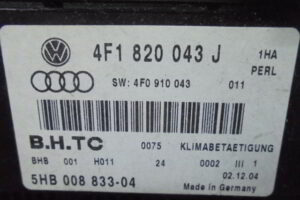 4F1 820 043 J
1HA
PERL
SW: 4F0 910 043
011
B.H.TC
0075
KLIMABETAETIGUNG
BHB 001 H011
24
0002
III 1
5HB 008 833-04
02.12.04
Made in Germany